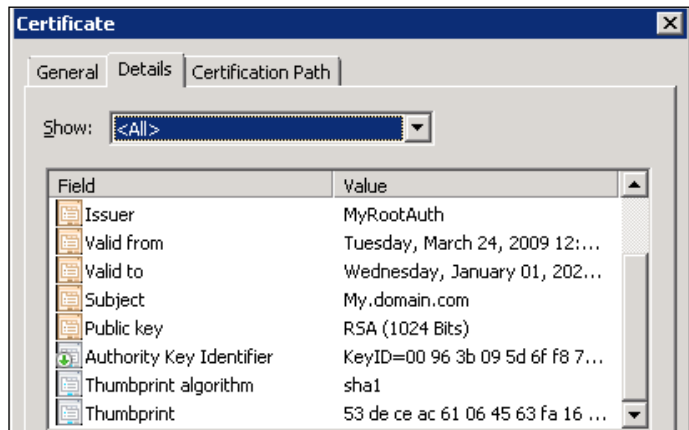 Certificate
General Details Certification Path
Show: <All>
Field Value
Issuer MyRootAuth
Valid from Tuesday, March 24, 2009 12:...
Valid to Wednesday, January 01, 202...
Subject My.domain.com
Public key RSA (1024 Bits)
Authority Key Identifier KeyID=00 96 3b 09 5d 6f f8 7...
Thumbprint algorithm sha1
Thumbprint 53 de ce ac 61 06 45 63 fa 16 ...